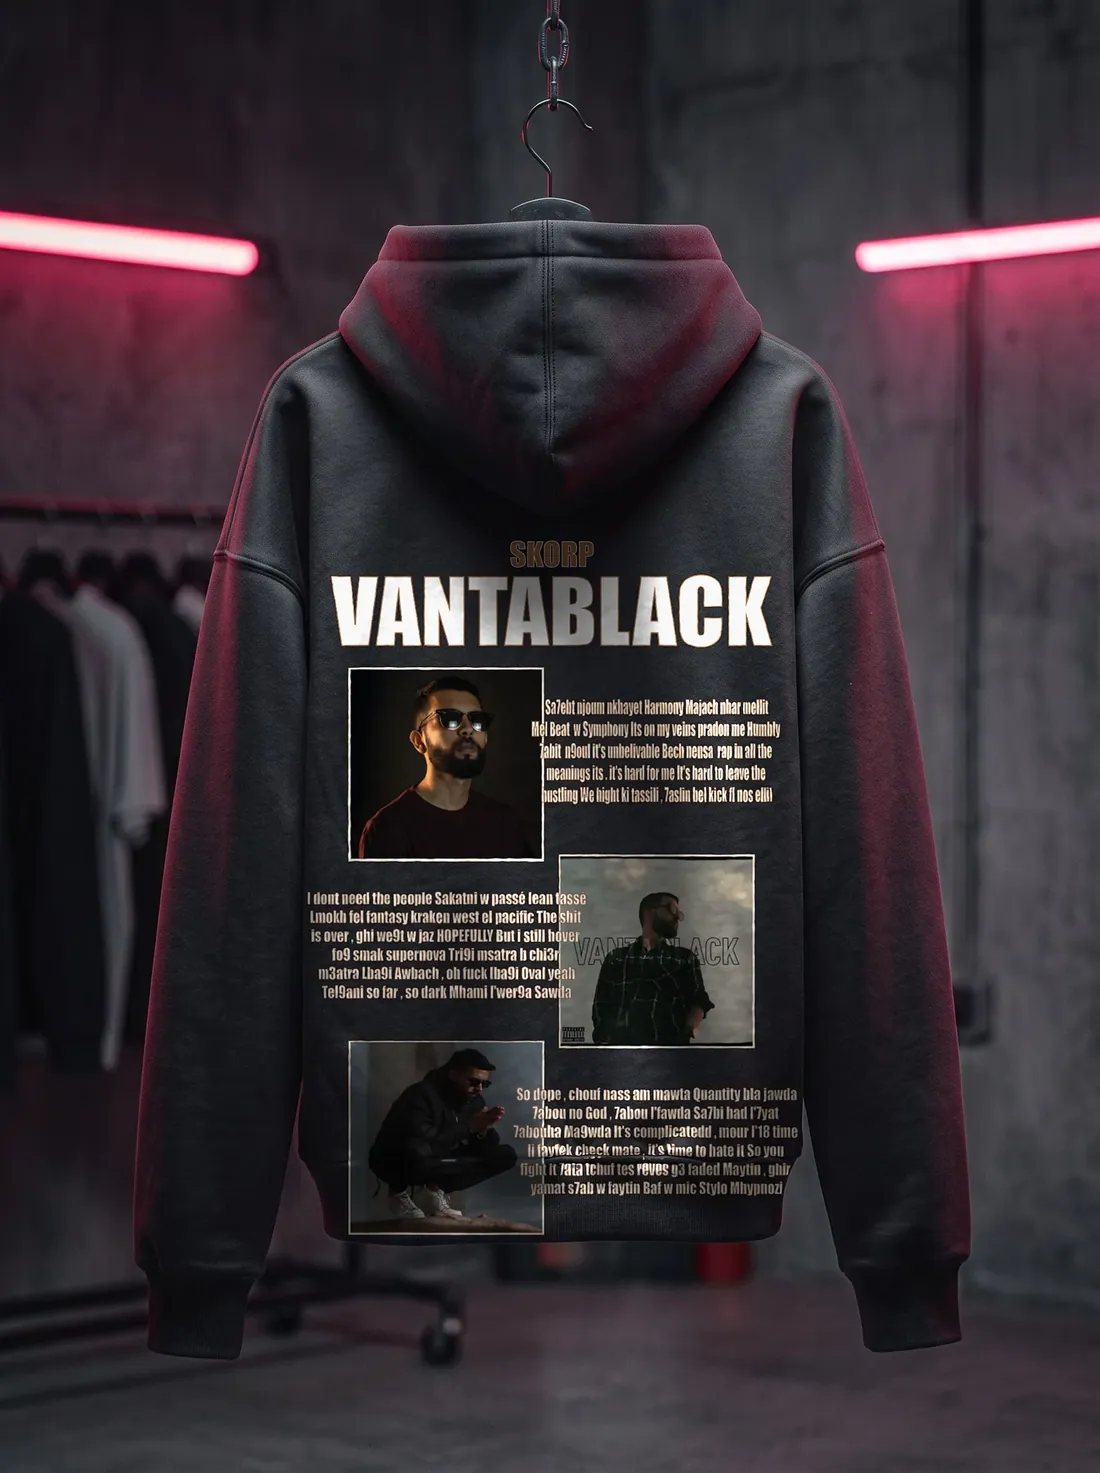 SKORP
VANTABLACK
Sa7ebt njoum nkhayet Harmony Majach nhar mellit
Mel Beat w Symphony Its on my veins pradon me Humbly
7abit n9oul it's unbelivable Bech nensa rap in all the
meanings its . it's hard for me It's hard to leave the
hustling We hight ki tassili , 7aslin bel kick fl nos ellil
I dont need the people Sakatni w passé lean tasse
Lmokh fel fantasy kraken west el pacific The shit
is over , ghi we9t w jaz HOPEFULLY But i still hover
fo9 smak supernova Tri9i msatra b chi3r
m3atra Lba9i Awbach , oh fuck lba9i Oval yeah
Tel9ani so far , so dark Mhami l'wer9a Sawda
VANTABLACK
So dope , chouf nass am mawta Quantity bla jawda
7abou no God , 7abou l'fawda Sa7bi had l'7yat
7abouha Ma9wda It's complicatedd , mour l'18 time
li fayfek check mate , it's time to hate it So you
fight it 7ata tchuf tes reves g3 faded Maytin , ghir
yamat s7ab w faytin Baf w mic Stylo Mhypnozi